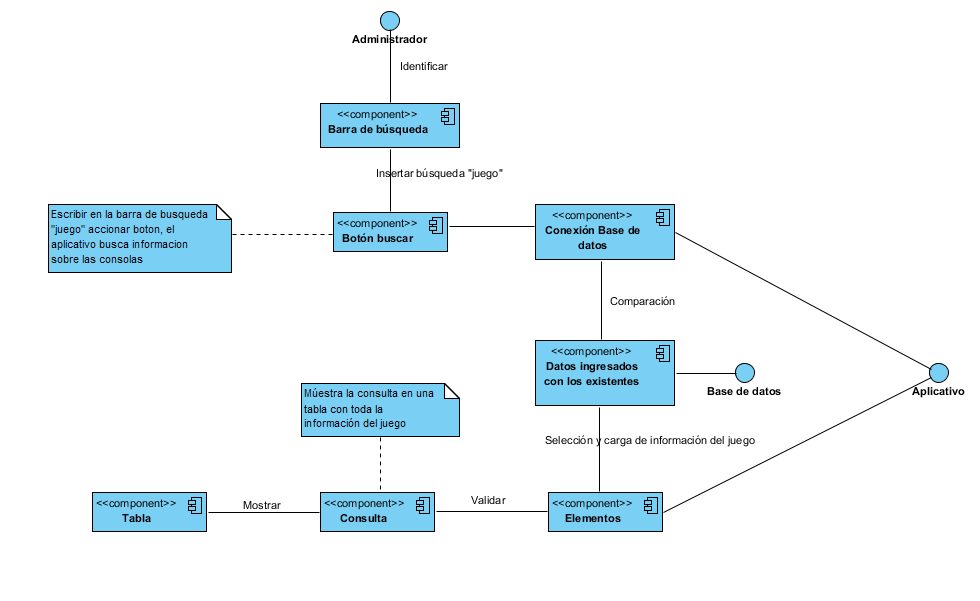 Administrador
Identificar
<<component>>
Barra de búsqueda
Insertar búsqueda "juego"
Escribir en la barra de busqueda
"juego" accionar boton, el
aplicativo busca informacion
sobre las consolas
<<component>>
Botón buscar
<<component>>
Conexión Base de
datos
Comparación
<<component>>
Datos ingresados
con los existentes
Base de datos
Aplicativo
Múestra la consulta en una
tabla con toda la
información del juego
Selección y carga de información del juego
<<component>>
Tabla
Mostrar
<<component>>
Consulta
Validar
<<component>>
Elementos